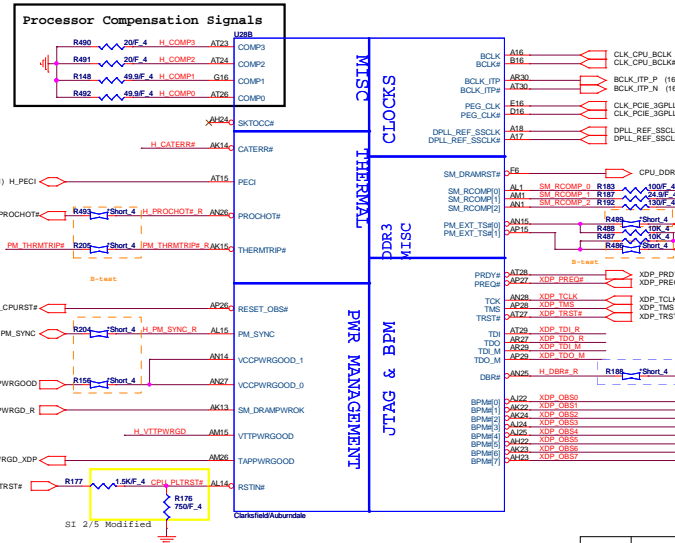 Processor Compensation Signals
U28B
R490 20/F_4 H_COMP3 AT23 COMP3
R491 20/F_4 H_COMP2 AT24 COMP2
R148 49.9/F_4 H_COMP1 G16 COMP1
R492 49.9/F_4 H_COMP0 AT26 COMP0
AH24 SKTOCC#
H_CATERR# AK14 CATERR#
H_PECI AT15 PECI
PROCHOT# R493 *Short_4 H_PROCHOT#_R AN26 PROCHOT#
PM_THRMTRIP# R205 *Short_4 PM_THRMTRIP#_R AK15 THERMTRIP#
B-test
CPURST# AP26 RESET_OBS#
PM_SYNC R204 *Short_4 H_PM_SYNC_R AL15 PM_SYNC
AN14 VCCPWRGOOD_1
PWRGOOD R156 *Short_4 AN27 VCCPWRGOOD_0
PWRGD_R AK13 SM_DRAMPWROK
H_VTTPWRGD AM15 VTTPWRGOOD
RGD_XDP AM26 TAPPWRGOOD
TRST# R177 1.5K/F_4 CPU_PLTRST# AL14 RSTIN#
R176
750/F_4
SI 2/5 Modified
Clarksfield/Auburndale
MISC
THERMAL
PWR MANAGEMENT
CLOCKS
DDR3
MISC
JTAG & BPM
BCLK A16 CLK_CPU_BCLK
BCLK# B16 CLK_CPU_BCLK#
BCLK_ITP AR30 BCLK_ITP_P (16
BCLK_ITP# AT30 BCLK_ITP_N (16
PEG_CLK E16 CLK_PCIE_3GPLL
PEG_CLK# D16 CLK_PCIE_3GPLL
DPLL_REF_SSCLK A18 DPLL_REF_SSCLK
DPLL_REF_SSCLK# A17 DPLL_REF_SSCLK
SM_DRAMRST# F6 CPU_DDR
SM_RCOMP[0] AL1 SM_RCOMP_0 R183 100/F_4
SM_RCOMP[1] AM1 SM_RCOMP_1 R187 24.9/F_4
SM_RCOMP[2] AN1 SM_RCOMP_2 R192 130/F_4
PM_EXT_TS#[0] AN15 R489 *Short_4
R488 10K_4
PM_EXT_TS#[1] AP15 R487 10K_4
R486 *Short_4
B-test
PRDY# AT28 XDP_PRD
PREQ# AP27 XDP_PREQ# XDP_PRE
TCK AN28 XDP_TCLK XDP_TCL
TMS AP28 XDP_TMS XDP_TMS
TRST# AT27 XDP_TRST# XDP_TRS
TDI AT29 XDP_TDI_R
TDO AR27 XDP_TDO_R
TDI_M AR29 XDP_TDI_M
TDO_M AP29 XDP_TDO_M
DBR# AN25 H_DBR#_R R188 *Short_4
BPM#[0] AJ22 XDP_OBS0
BPM#[1] AK22 XDP_OBS1
BPM#[2] AK24 XDP_OBS2
BPM#[3] AJ24 XDP_OBS3
BPM#[4] AJ25 XDP_OBS4
BPM#[5] AH22 XDP_OBS5
BPM#[6] AK23 XDP_OBS6
BPM#[7] AH23 XDP_OBS7